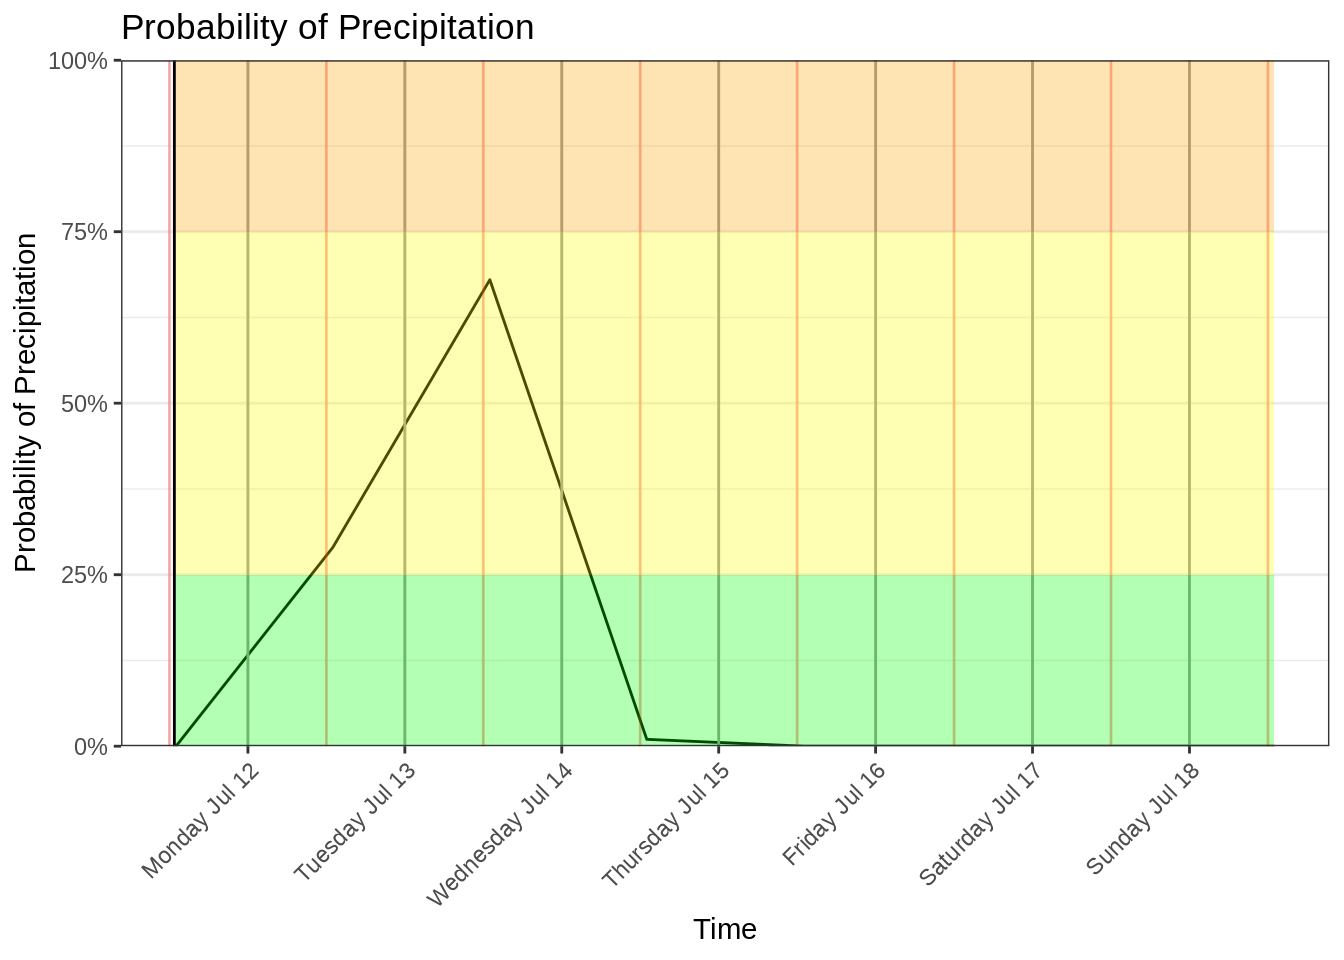 Probability of Precipitation
Probability of Precipitation
100%
75%
50%
25%
0%
Monday Jul 12
Tuesday Jul 13
Wednesday Jul 14
Thursday Jul 15
Friday Jul 16
Saturday Jul 17
Sunday Jul 18
Time